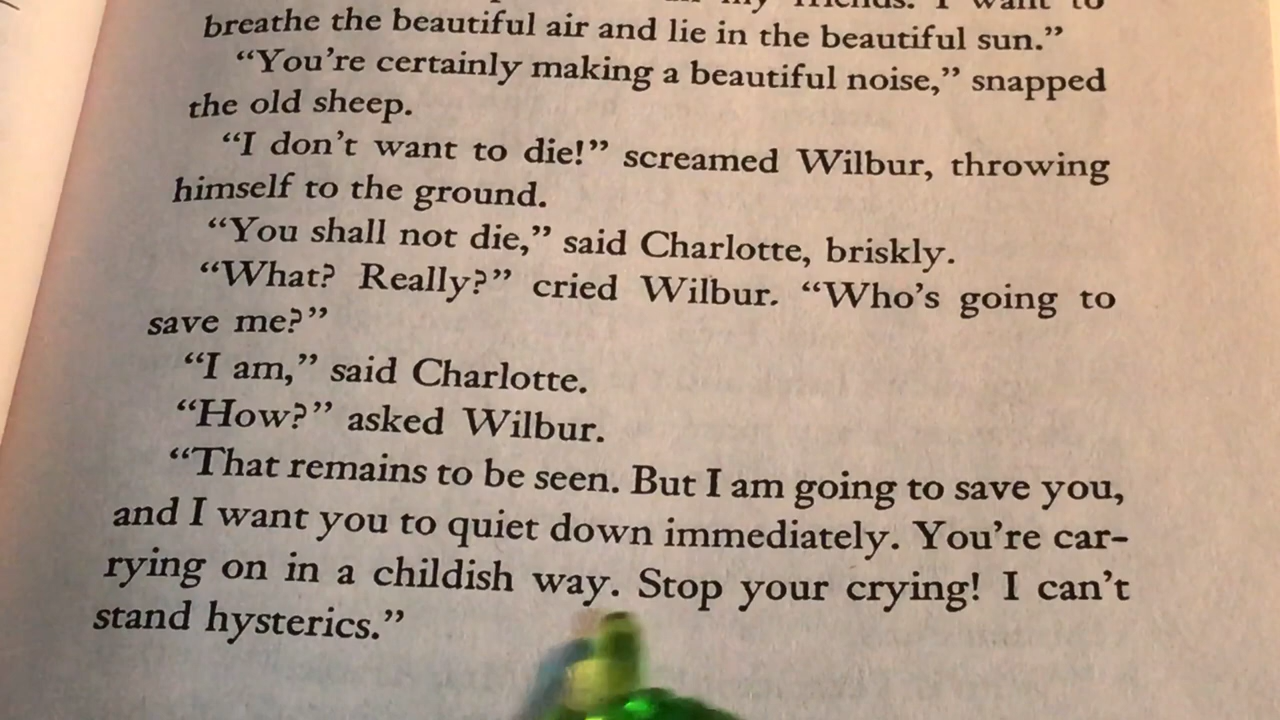 my friends. I want to
breathe the beautiful air and lie in the beautiful sun.”
“You're certainly making a beautiful noise,” snapped
the old sheep.
“I don't want to die!” screamed Wilbur, throwing
himself to the ground.
“You shall not die,” said Charlotte, briskly.
“What? Really?” cried Wilbur. “Who's going to
save me?”
“I am,” said Charlotte.
“How?” asked Wilbur.
“That remains to be seen. But I am going to save you,
and I want you to quiet down immediately. You're car-
rying on in a childish way. Stop your crying! I can't
stand hysterics.”